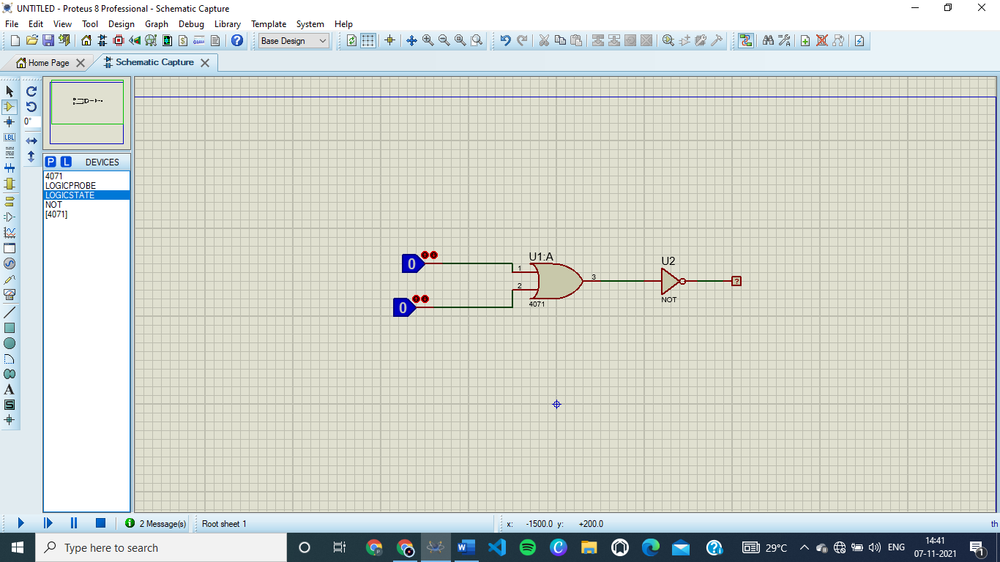 UNTITLED - Proteus 8 Professional - Schematic Capture
File Edit View Tool Design Graph Debug Library Template System Help
Base Design
Home Page
Schematic Capture
0°
LBL
P L DEVICES
4071
LOGICPROBE
LOGICSTATE
NOT
[4071]
A
S
0
0
1
2
U1:A
4071
3
U2
NOT
?
2 Message(s)
Root sheet 1
x: -1500.0 y: +200.0
th
Type here to search
29°C
ENG
14:41
07-11-2021
1